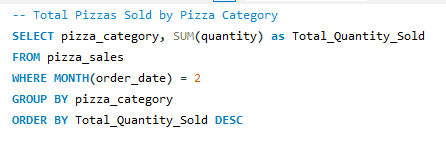 -- Total Pizzas Sold by Pizza Category
SELECT pizza_category, SUM(quantity) as Total_Quantity_Sold
FROM pizza_sales
WHERE MONTH(order_date) = 2
GROUP BY pizza_category
ORDER BY Total_Quantity_Sold DESC